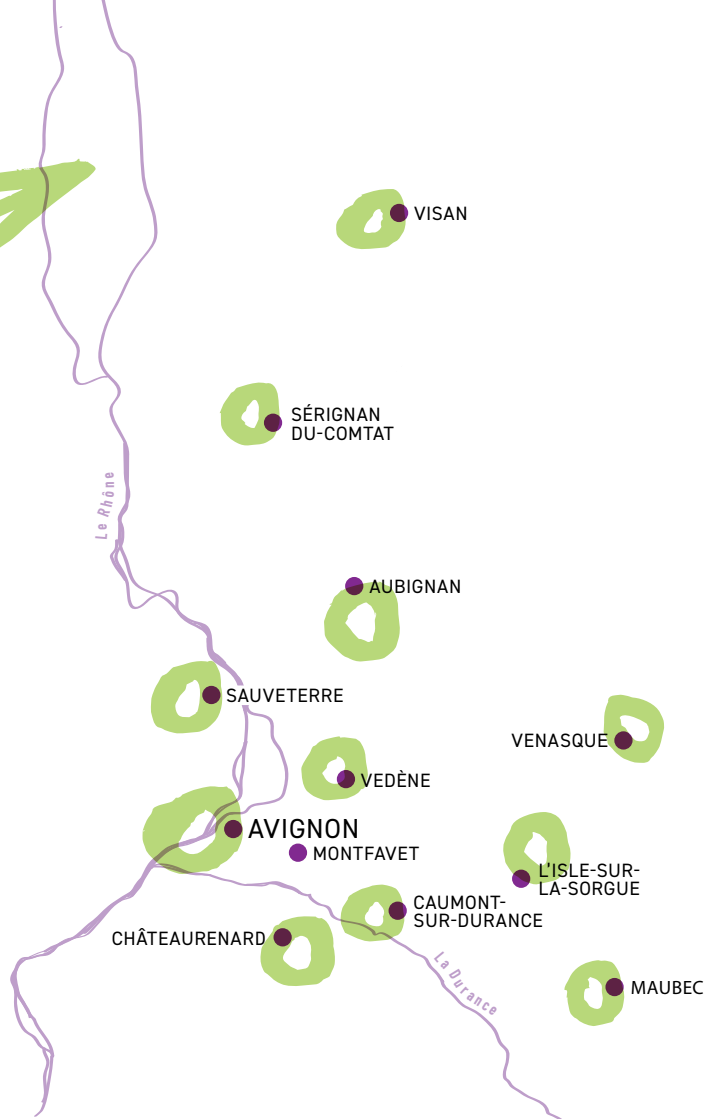 VISAN
SÉRIGNAN
DU-COMTAT
Le Rhône
AUBIGNAN
SAUVETERRE
VENASQUE
VEDÈNE
AVIGNON
MONTFAVET
L'ISLE-SUR-
LA-SORGUE
CAUMONT-
SUR-DURANCE
CHÂTEAURENARD
La Durance
MAUBEC